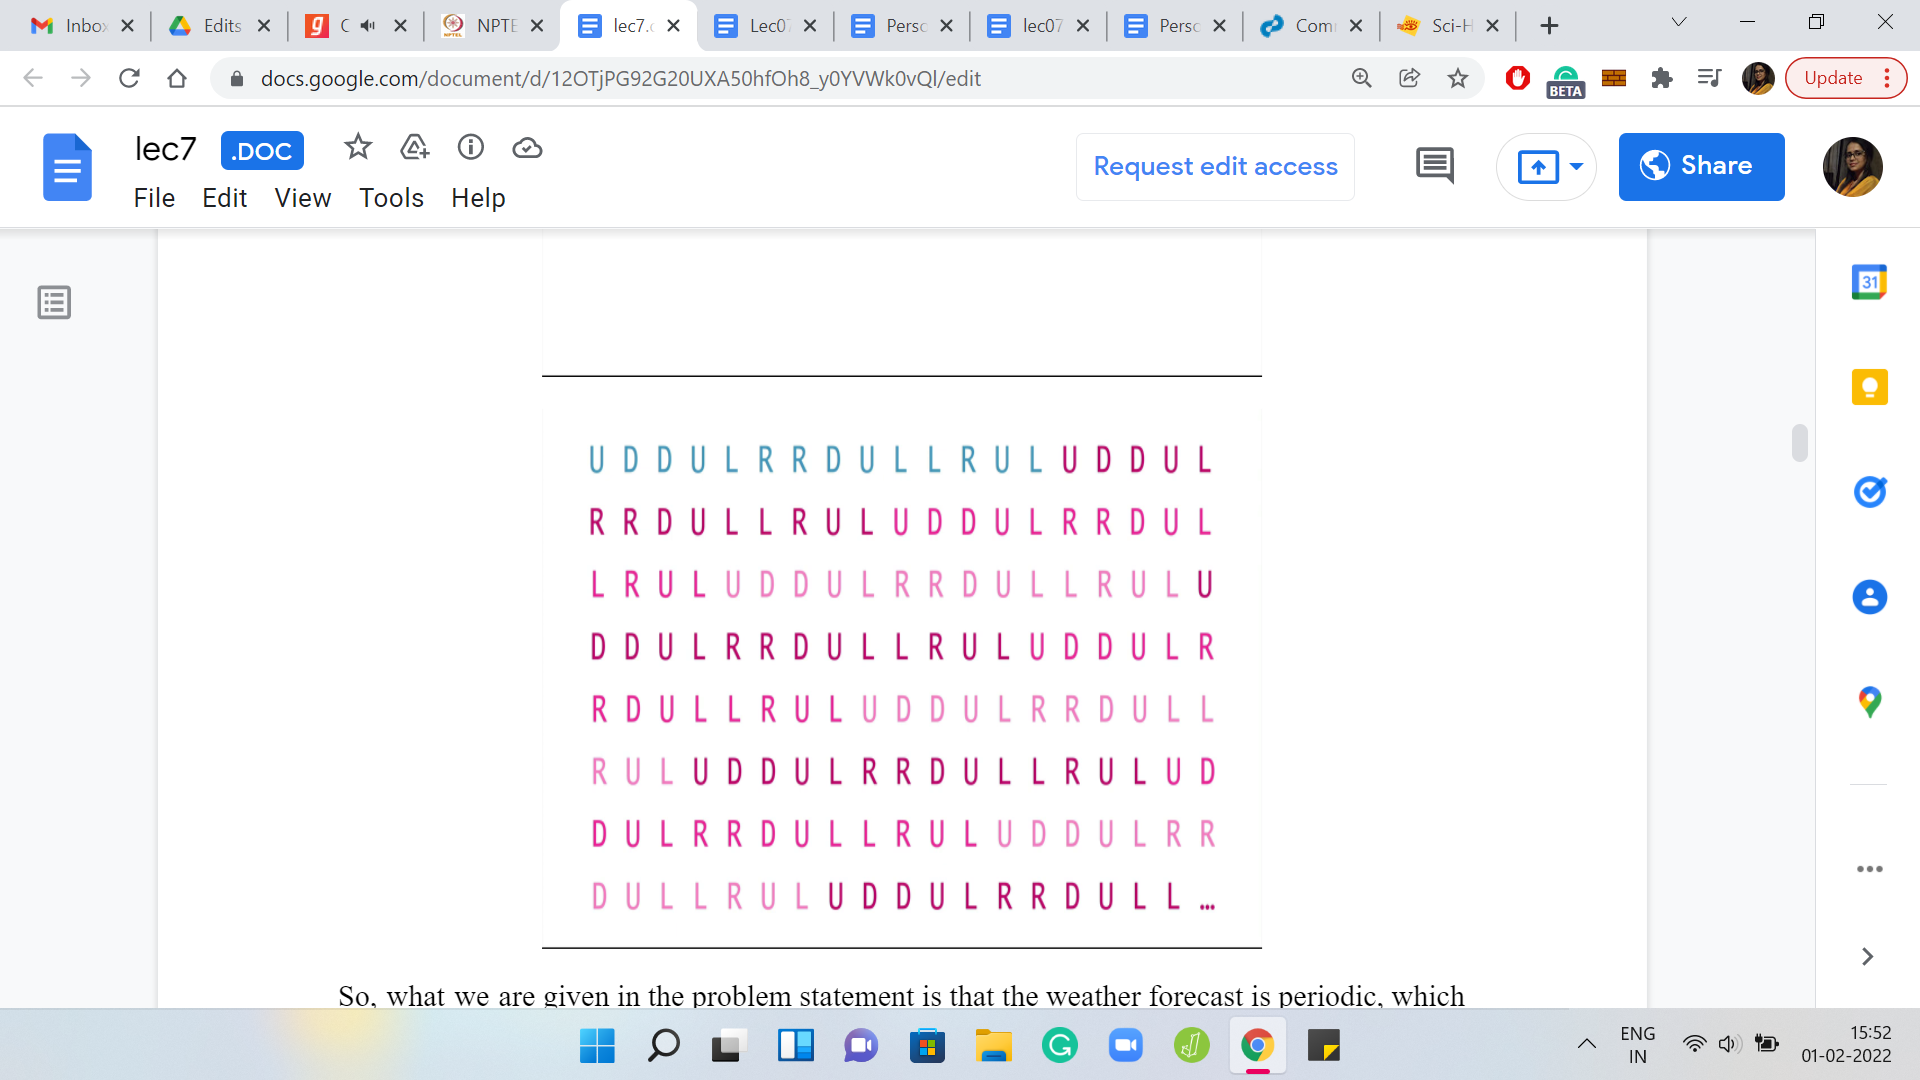 Inbo
Edits
C
NPTE
lec7.c
Lec07
Perso
lec07
Perso
Com
Sci-H
docs.google.com/document/d/12OTjPG92G20UXA50hfOh8_y0YVWk0vQl/edit
BETA
Update
lec7 .DOC
Request edit access
Share
File Edit View Tools Help
31
U D D U L R R D U L L R U L U D D U L
R R D U L L R U L U D D U L R R D U L
L R U L U D D U L R R D U L L R U L U
D D U L R R D U L L R U L U D D U L R
R D U L L R U L U D D U L R R D U L L
R U L U D D U L R R D U L L R U L U D
D U L R R D U L L R U L U D D U L R R
D U L L R U L U D D U L R R D U L L ...
So, what we are given in the problem statement is that the weather forecast is periodic, which
ENG
IN
15:52
01-02-2022